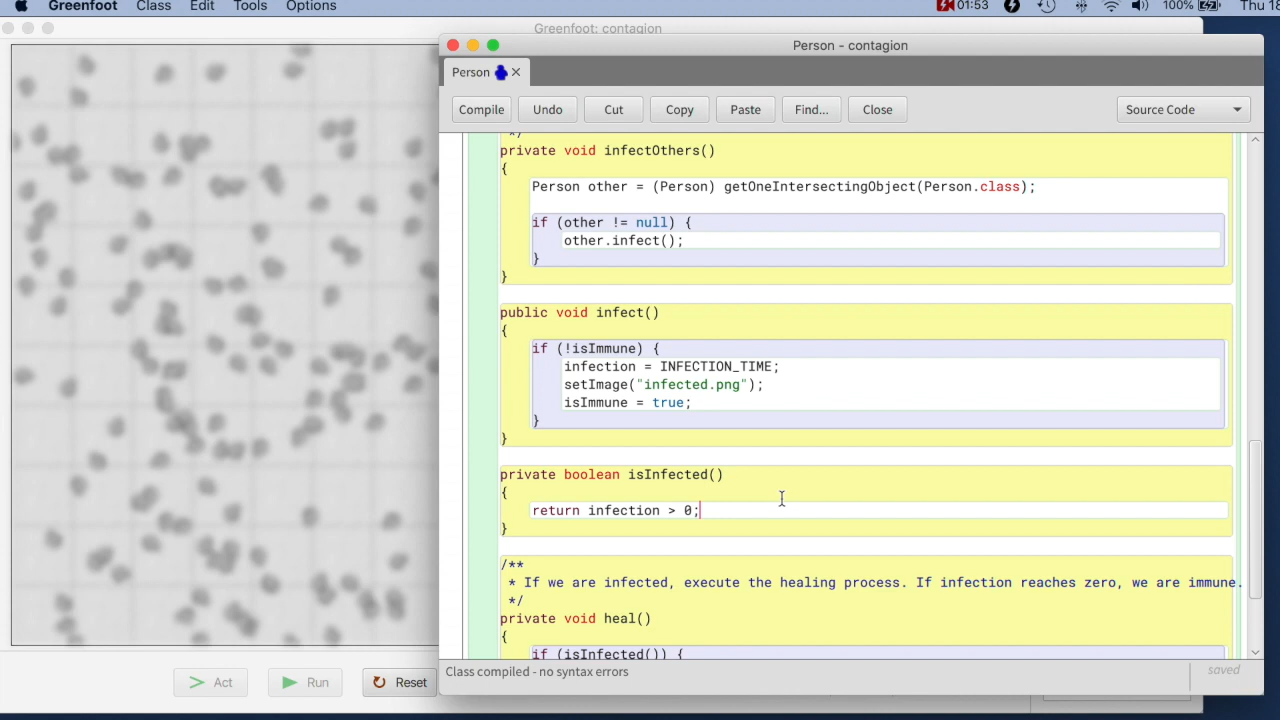 Greenfoot Class Edit Tools Options 01:53 100% Thu 18
Greenfoot: contagion
Person - contagion
Person
Compile Undo Cut Copy Paste Find... Close Source Code
*/
private void infectOthers()
{
Person other = (Person) getOneIntersectingObject(Person.class);
if (other != null) {
other.infect();
}
}
public void infect()
{
if (!isImmune) {
infection = INFECTION_TIME;
setImage("infected.png");
isImmune = true;
}
}
private boolean isInfected()
{
return infection > 0;
}
/**
* If we are infected, execute the healing process. If infection reaches zero, we are immune.
*/
private void heal()
{
if (isInfected()) {
Class compiled - no syntax errors
saved
Act Run Reset